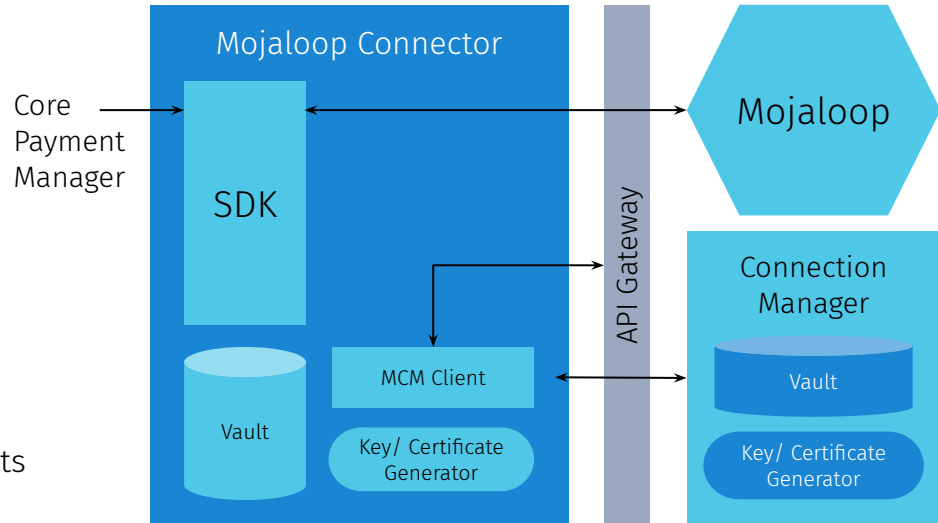 Mojaloop Connector
Core
Payment
Manager
SDK
Mojaloop
API Gateway
Connection
Manager
MCM Client
Vault
Vault
Key/ Certificate
Generator
Key/ Certificate
Generator
ts